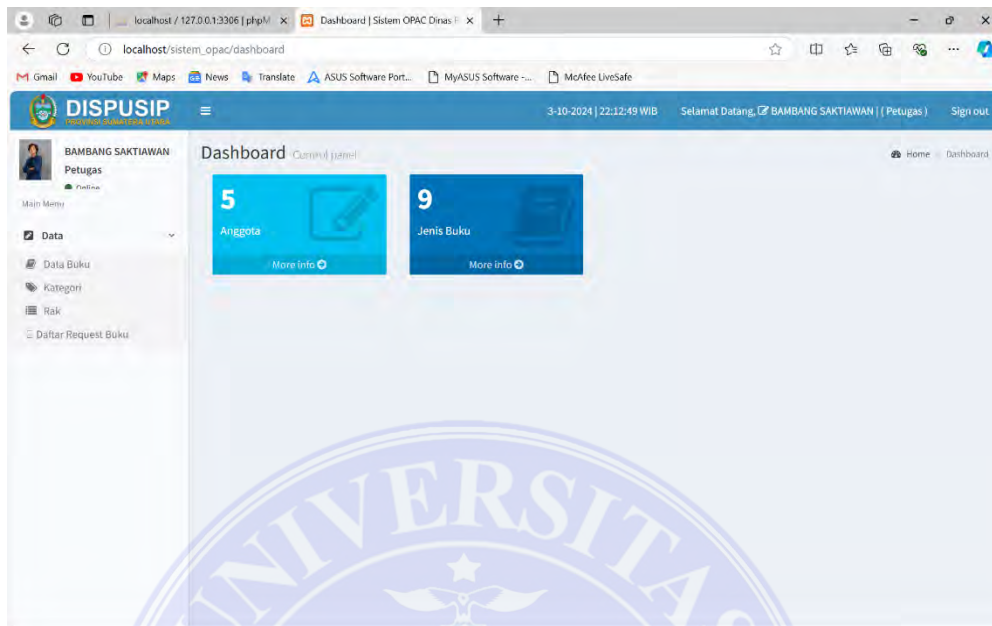 localhost / 127.0.0.1:3306 | phpM
Dashboard | Sistem OPAC Dinas
localhost/sistem_opac/dashboard
Gmail YouTube Maps News Translate ASUS Software Port... MyASUS Software -... McAfee LiveSafe
DISPUSIP
PROVINSI SUMATERA UTARA
3-10-2024 | 22:12:49 WIB Selamat Datang, BAMBANG SAKTIAWAN | ( Petugas ) Sign out
BAMBANG SAKTIAWAN
Petugas
Online
Main Menu
Data
Data Buku
Kategori
Rak
Daftar Request Buku
Dashboard Control panel
Home Dashboard
5
Anggota
More info
9
Jenis Buku
More info
UNIVERSITAS